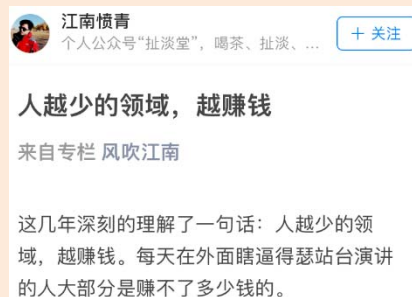 江南愤青
个人公众号“扯淡堂”，喝茶、扯淡、...
＋ 关注
人越少的领域，越赚钱
来自专栏 风吹江南
这几年深刻的理解了一句话：人越少的领
域，越赚钱。每天在外面瞎逼得瑟站台演讲
的人大部分是赚不了多少钱的。